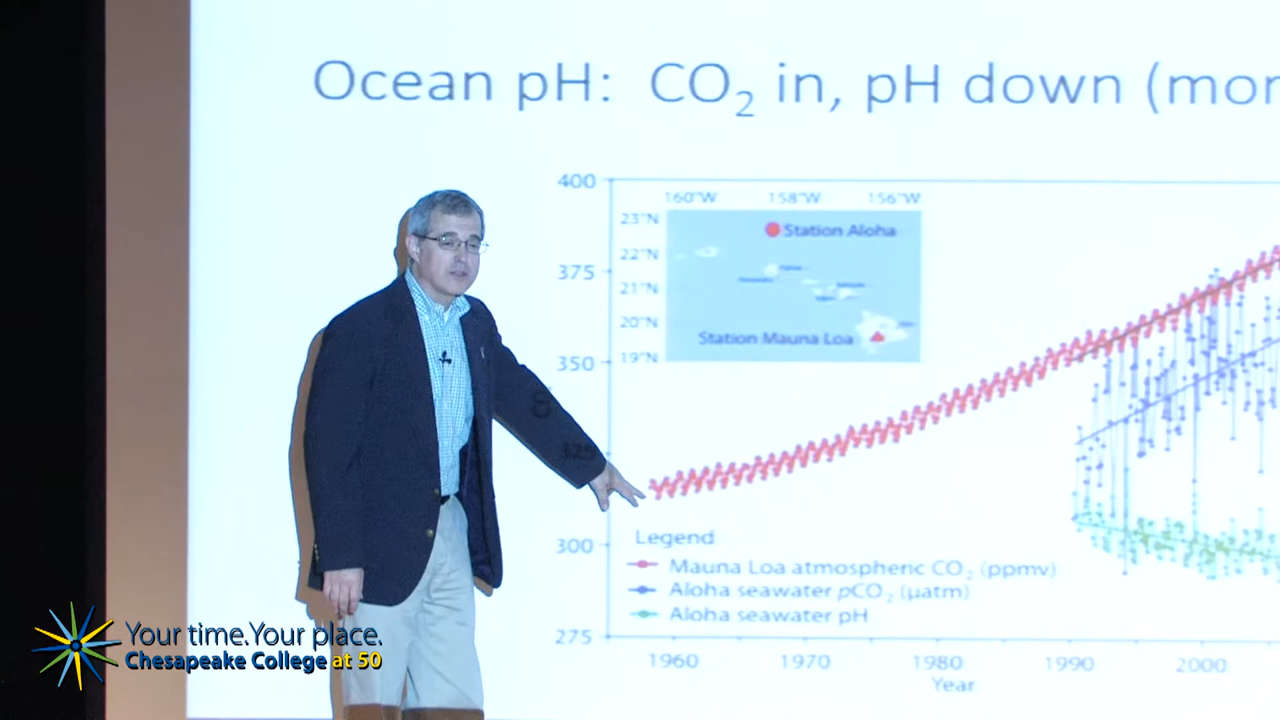 Ocean pH: CO₂ in, pH down (mor
400
375
350
325
300
275
160°W 158°W 156°W
23°N
22°N
21°N
20°N
19°N
Station Aloha
Station Mauna Loa
Legend
Mauna Loa atmospheric CO₂ (ppmv)
Aloha seawater pCO₂ (µatm)
Aloha seawater pH
1960 1970 1980 1990 2000
Year
Your time. Your place.
Chesapeake College at 50